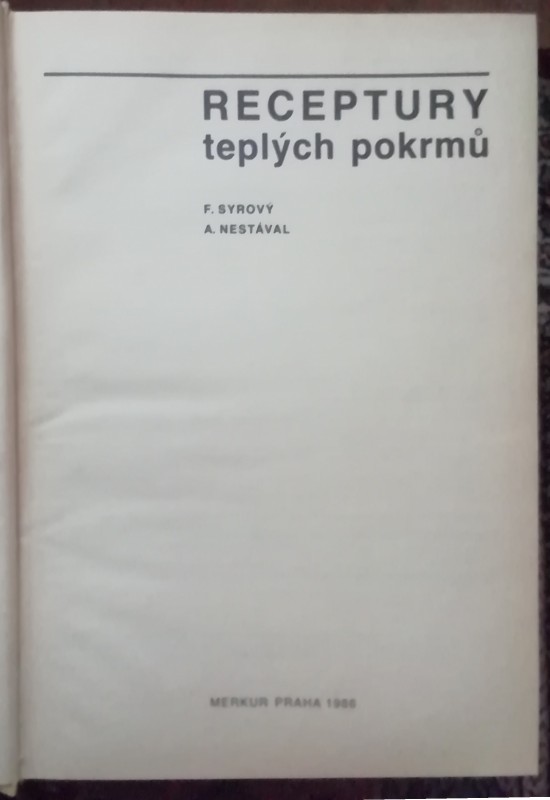 RECEPTURY
teplých pokrmů
F. SYROVÝ
A. NESTÁVAL
MERKUR PRAHA 1986